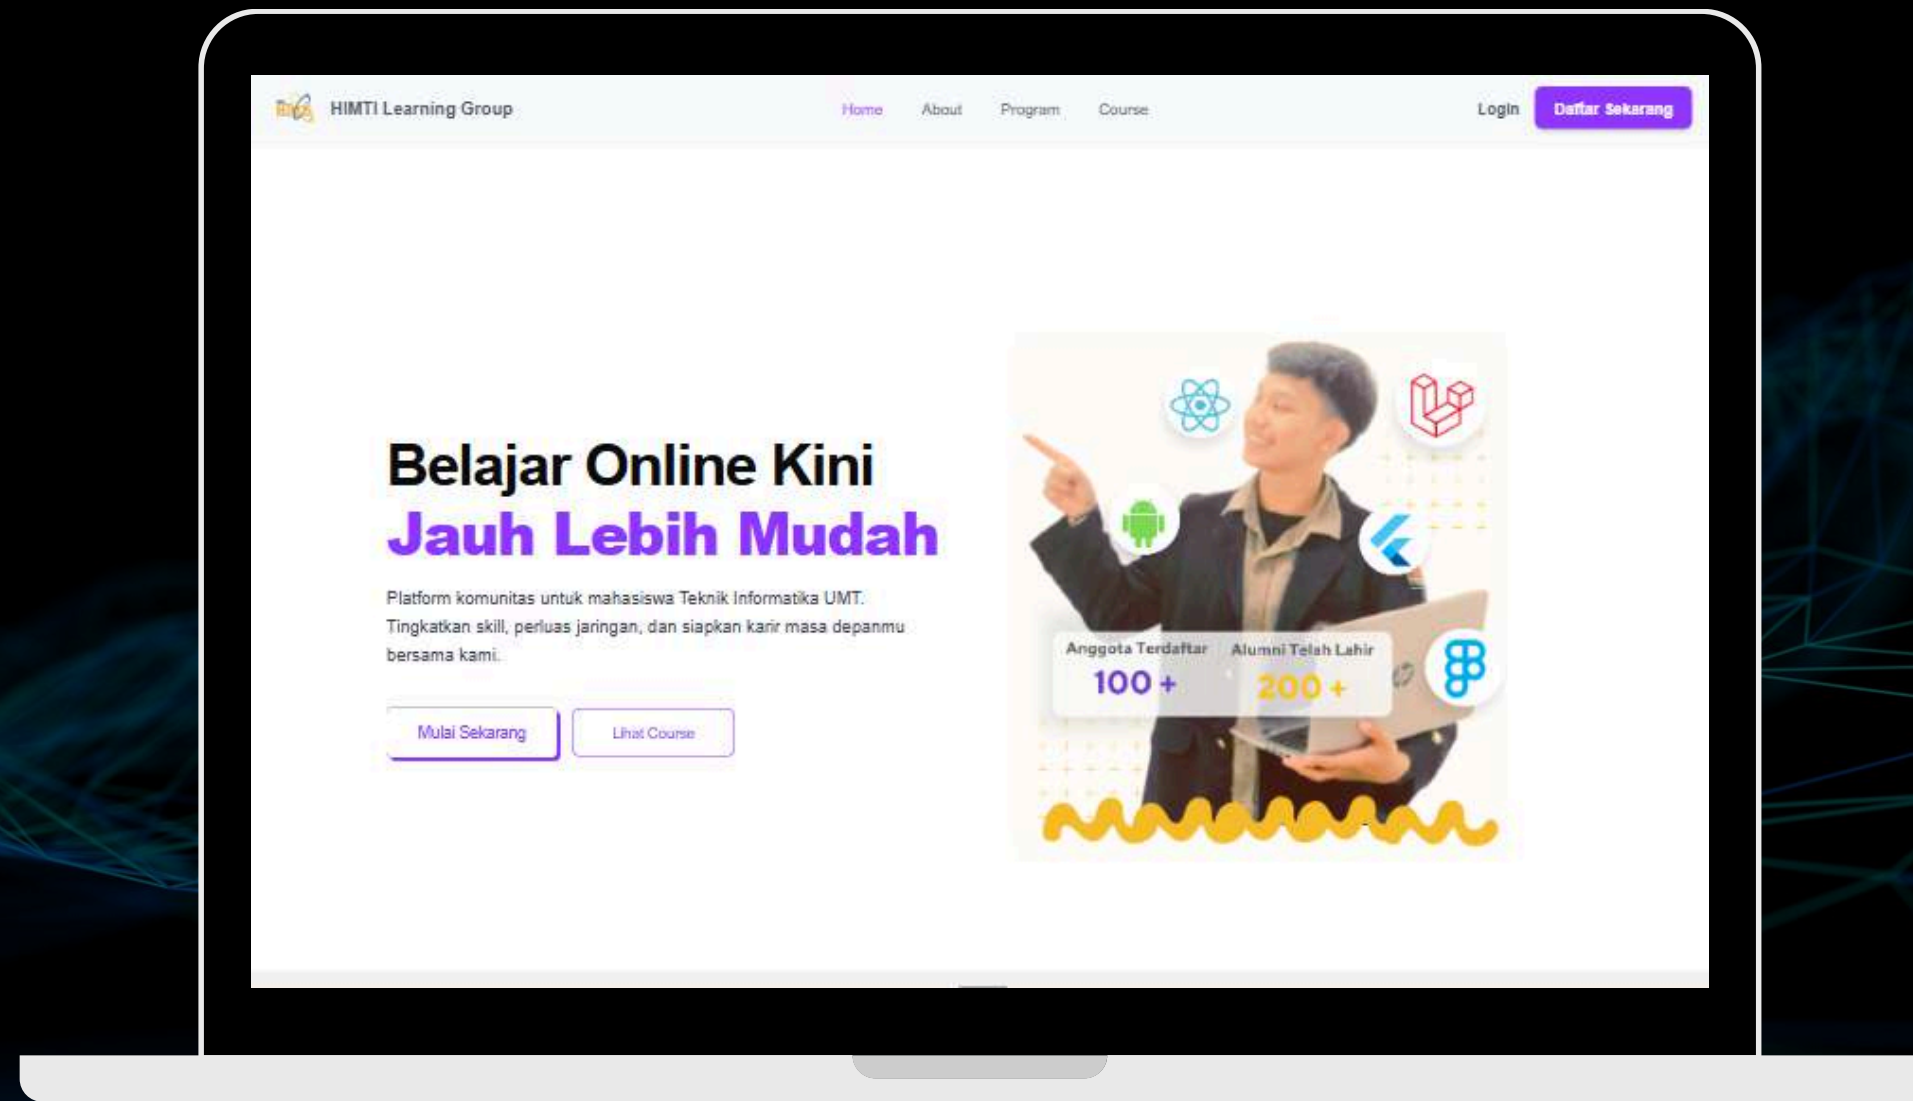 HIMTI Learning Group
Home
About
Program
Course
Login
Daftar Sekarang
Belajar Online Kini
Jauh Lebih Mudah
Platform komunitas untuk mahasiswa Teknik Informatika UMT.
Tingkatkan skill, perluas jaringan, dan siapkan karir masa depanmu
bersama kami.
Mulai Sekarang
Lihat Course
Anggota Terdaftar
100 +
Alumni Telah Lahir
200 +
hp